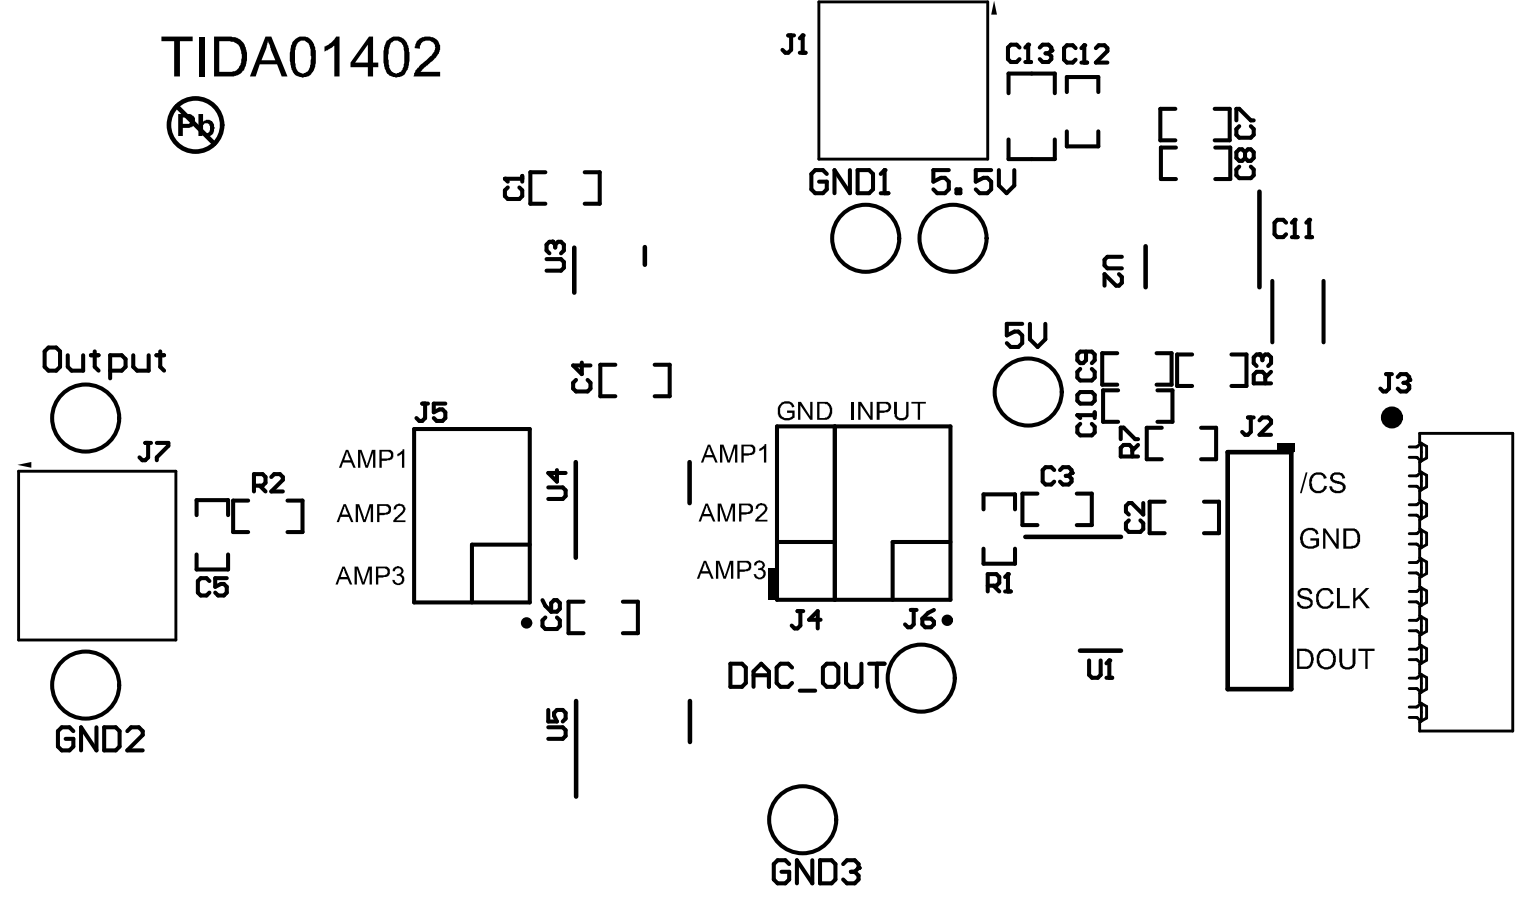 TIDA01402
Pb
J1
C13 C12
C7
C8
GND1 5.5V
C1
C11
U3
U2
5V
Output
C4
C9
R3
J3
C10
J5
GND INPUT
J7
R7
J2
AMP1
AMP1
R2
U4
C3
/CS
AMP2
AMP2
C2
GND
AMP3
AMP3
C5
R1
SCLK
C6
J4
J6
DAC_OUT
U1
DOUT
GND2
U5
GND3